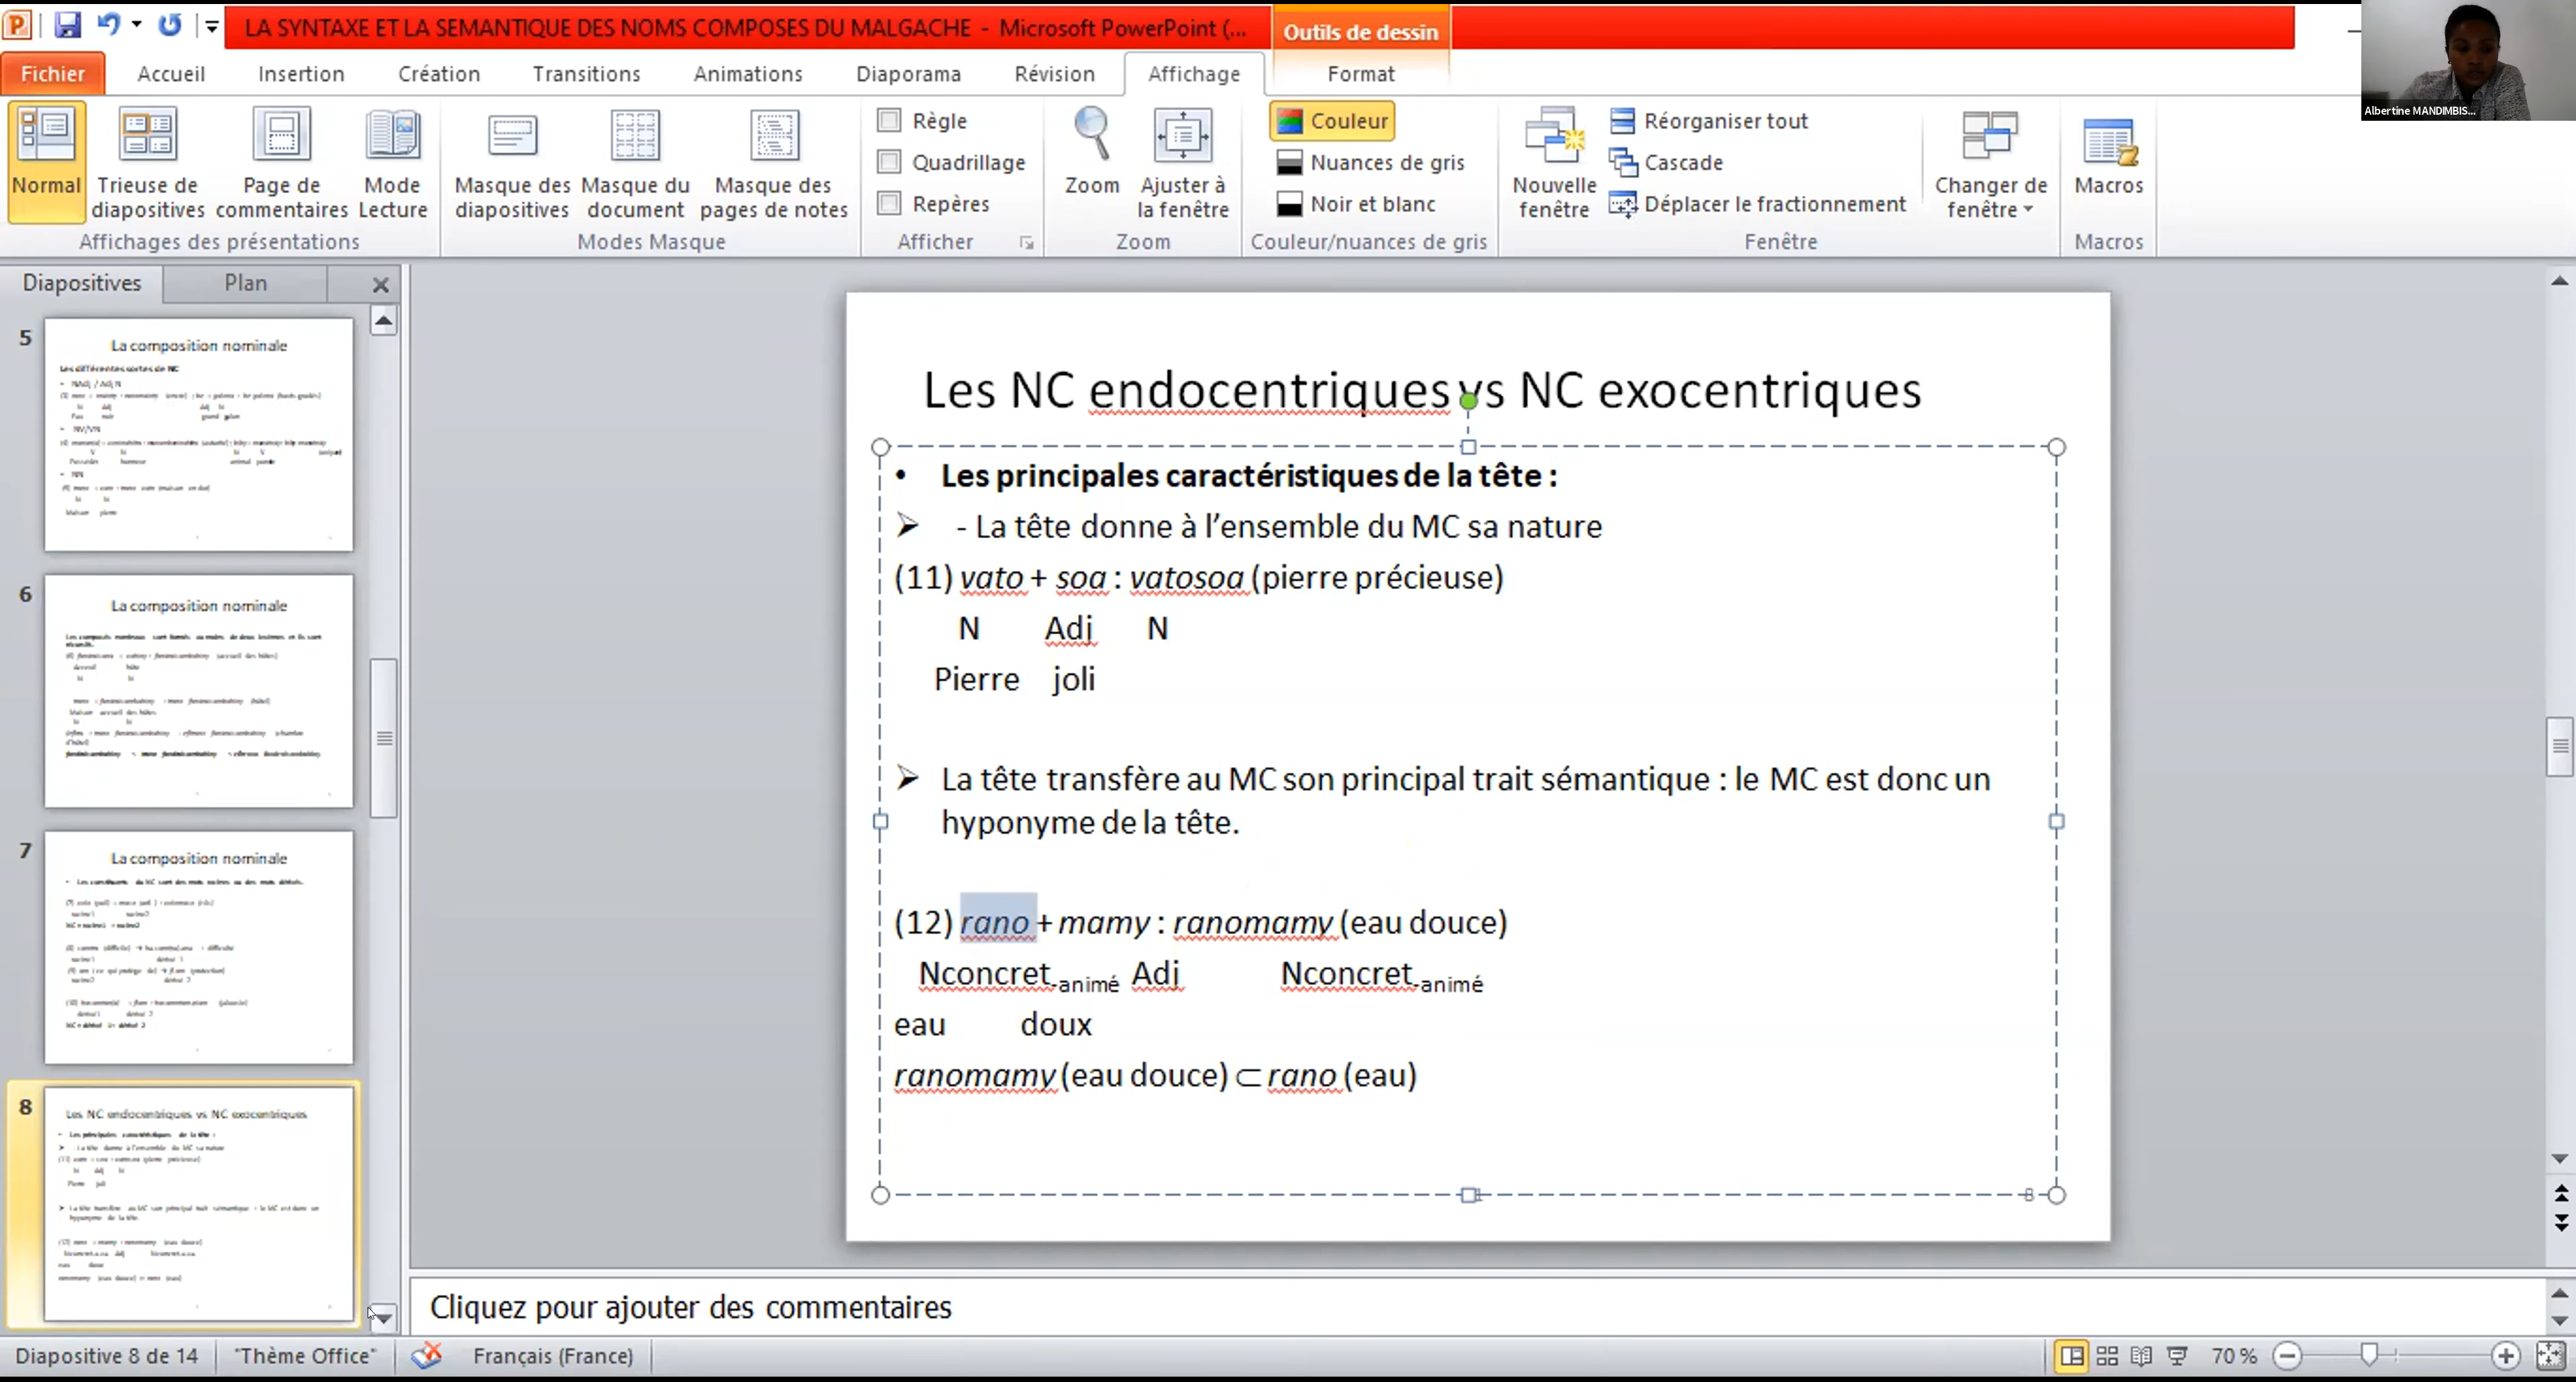 LA SYNTAXE ET LA SEMANTIQUE DES NOMS COMPOSES DU MALGACHE - Microsoft PowerPoint (...
Outils de dessin
Albertine MANDIMBIS...
Fichier Accueil Insertion Création Transitions Animations Diaporama Révision Affichage Format
Normal
Trieuse de diapositives
Page de commentaires
Mode Lecture
Affichages des présentations
Masque des diapositives
Masque du document
Masque des pages de notes
Modes Masque
Règle
Quadrillage
Repères
Afficher
Zoom
Ajuster à la fenêtre
Zoom
Couleur
Nuances de gris
Noir et blanc
Couleur/nuances de gris
Nouvelle fenêtre
Réorganiser tout
Cascade
Déplacer le fractionnement
Changer de fenêtre
Fenêtre
Macros
Macros
Diapositives Plan
5
La composition nominale
Les différentes sortes de NC
6
La composition nominale
7
La composition nominale
8
Les NC endocentriques vs NC exocentriques
Les NC endocentriques vs NC exocentriques
• Les principales caractéristiques de la tête :
➢ - La tête donne à l’ensemble du MC sa nature
(11) vato + soa : vatosoa (pierre précieuse)
N Adj N
Pierre joli
➢ La tête transfère au MC son principal trait sémantique : le MC est donc un
hyponyme de la tête.
(12) rano + mamy : ranomamy (eau douce)
Nconcret-animé Adj Nconcret-animé
eau doux
ranomamy (eau douce) ⊂ rano (eau)
8
Cliquez pour ajouter des commentaires
Diapositive 8 de 14 "Thème Office" Français (France) 70 %